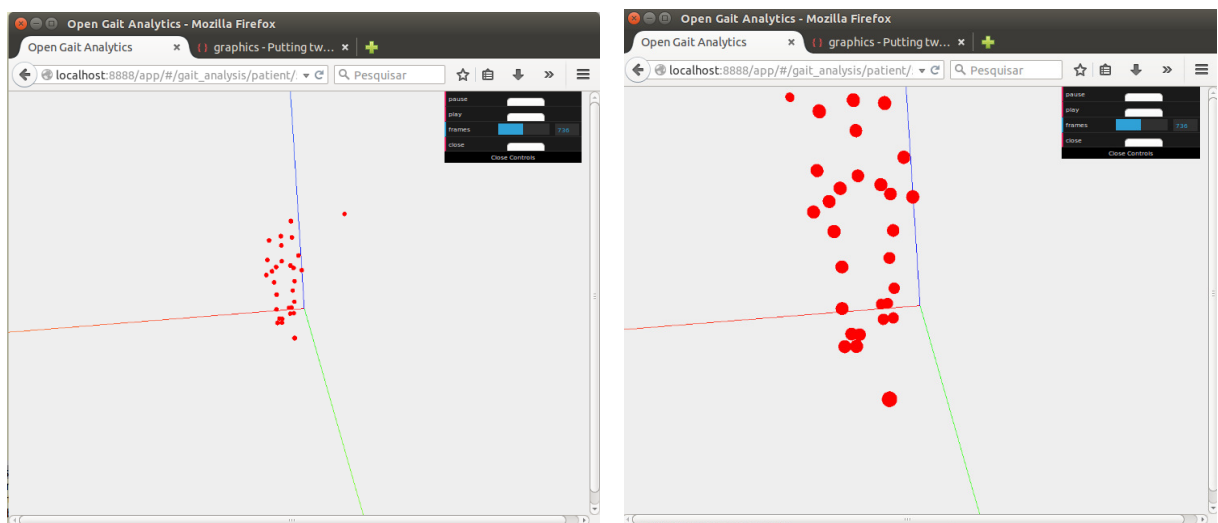 Open Gait Analytics - Mozilla Firefox
Open Gait Analytics × graphics - Putting tw... ×
localhost:8888/app/#/gait_analysis/patient/ Pesquisar
pause
play
frames 736
close
Close Controls
Open Gait Analytics - Mozilla Firefox
Open Gait Analytics × graphics - Putting tw... ×
localhost:8888/app/#/gait_analysis/patient/ Pesquisar
pause
play
frames 736
close
Close Controls